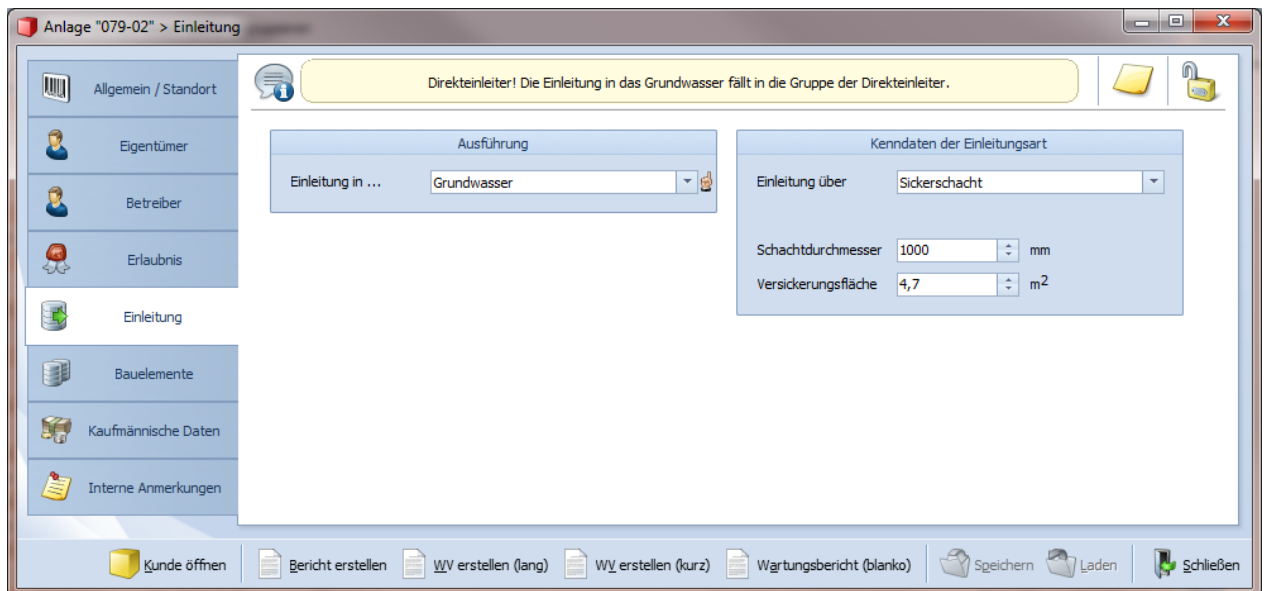 Anlage "079-02" > Einleitung
Allgemein / Standort
Eigentümer
Betreiber
Erlaubnis
Einleitung
Bauelemente
Kaufmännische Daten
Interne Anmerkungen
Direkteinleiter! Die Einleitung in das Grundwasser fällt in die Gruppe der Direkteinleiter.
Ausführung
Einleitung in ... Grundwasser
Kenndaten der Einleitungsart
Einleitung über Sickerschacht
Schachtdurchmesser 1000 mm
Versickerungsfläche 4,7 m2
Kunde öffnen Bericht erstellen WV erstellen (lang) WV erstellen (kurz) Wartungsbericht (blanko) Speichern Laden Schließen